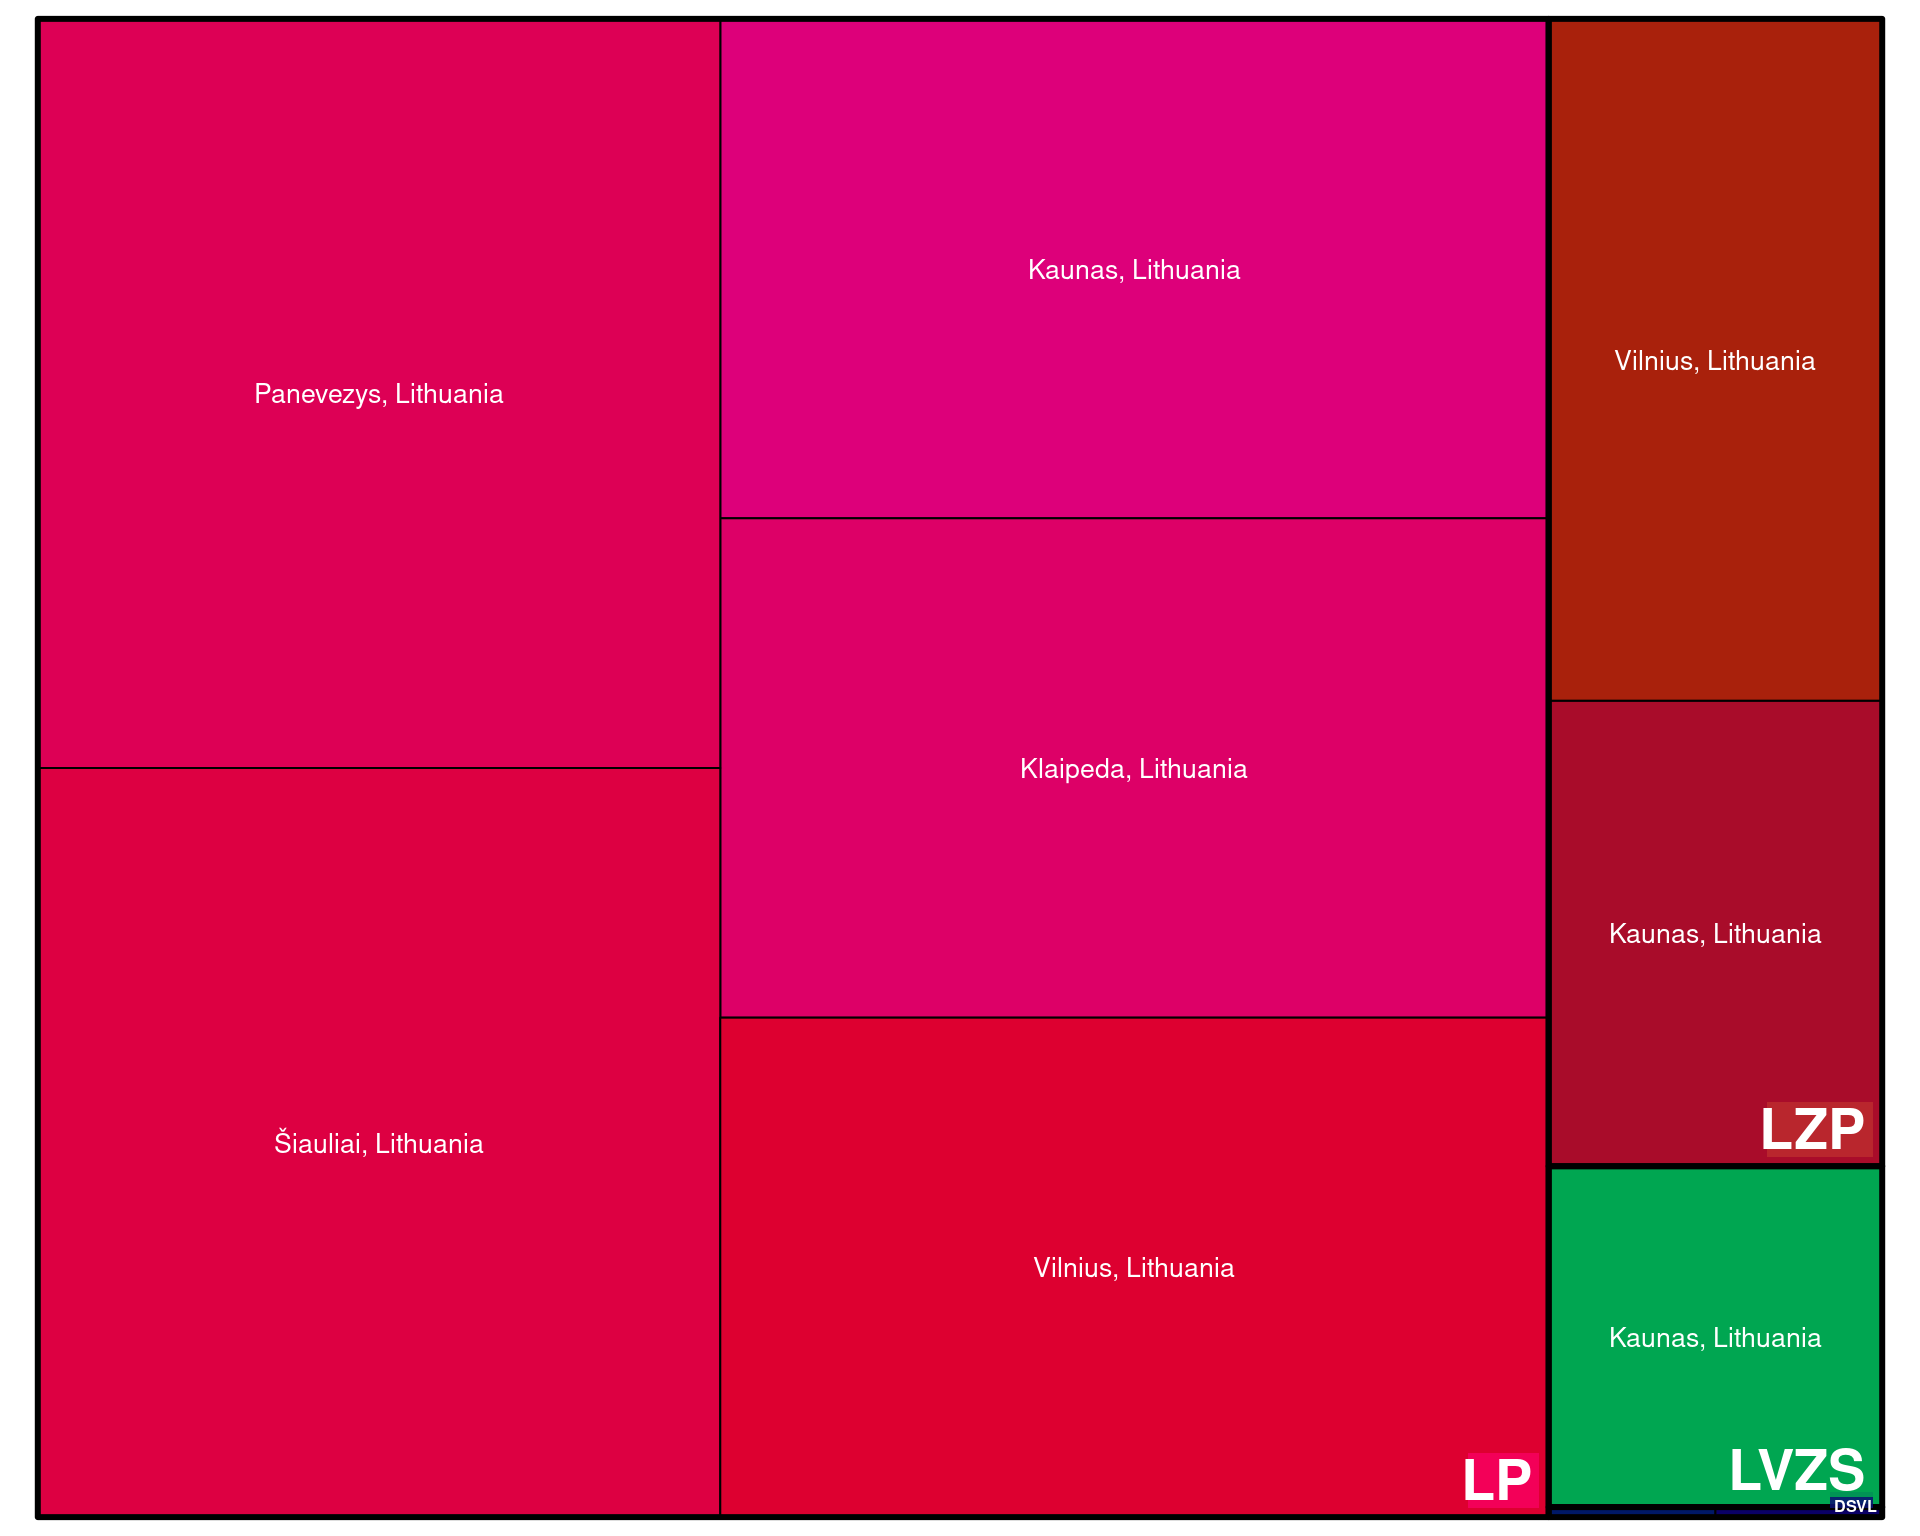 Panevezys, Lithuania
Šiauliai, Lithuania
Kaunas, Lithuania
Klaipeda, Lithuania
Vilnius, Lithuania
LP
Vilnius, Lithuania
Kaunas, Lithuania
LZP
Kaunas, Lithuania
LVZS
DSVL